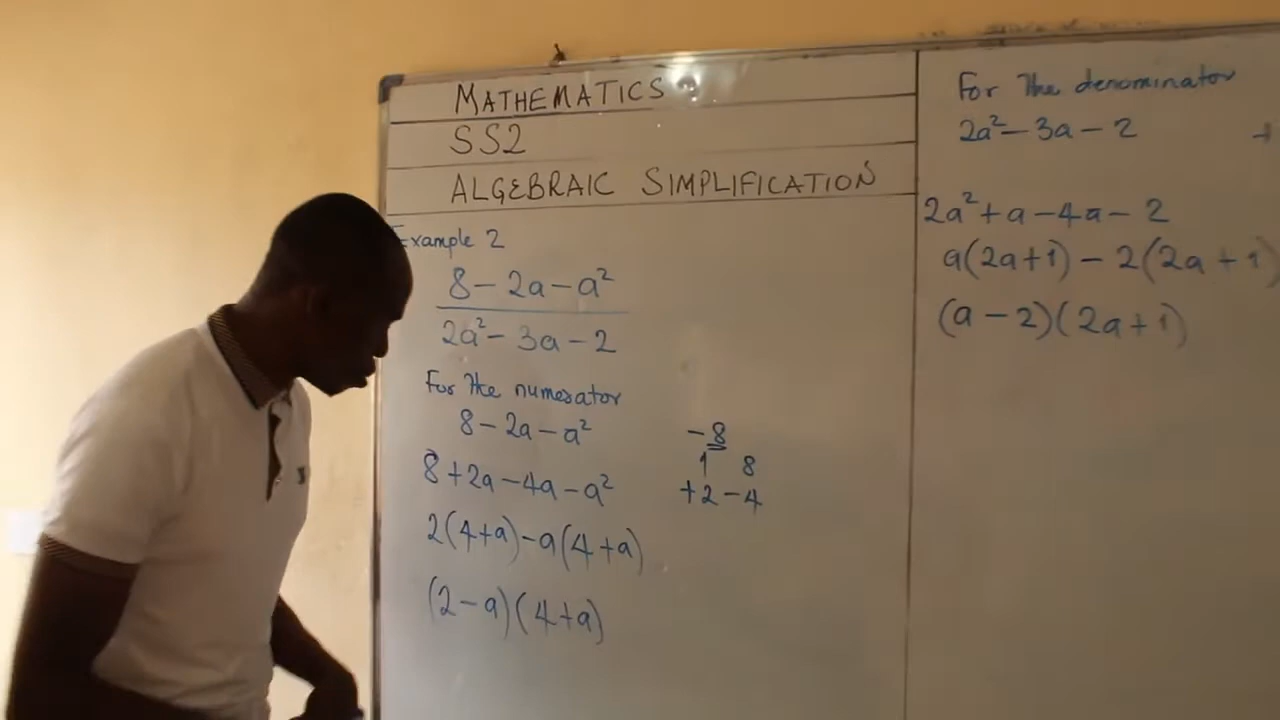 MATHEMATICS
SS2
ALGEBRAIC SIMPLIFICATION
Example 2
8 - 2a - a²
2a² - 3a - 2
For the numerator
8 - 2a - a²
-8
1 8
8 + 2a - 4a - a²
+2 - 4
2(4+a) - a(4+a)
(2 - a)(4+a)
For the denominator
2a² - 3a - 2
2a² + a - 4a - 2
a(2a+1) - 2(2a+1)
(a - 2)(2a+1)